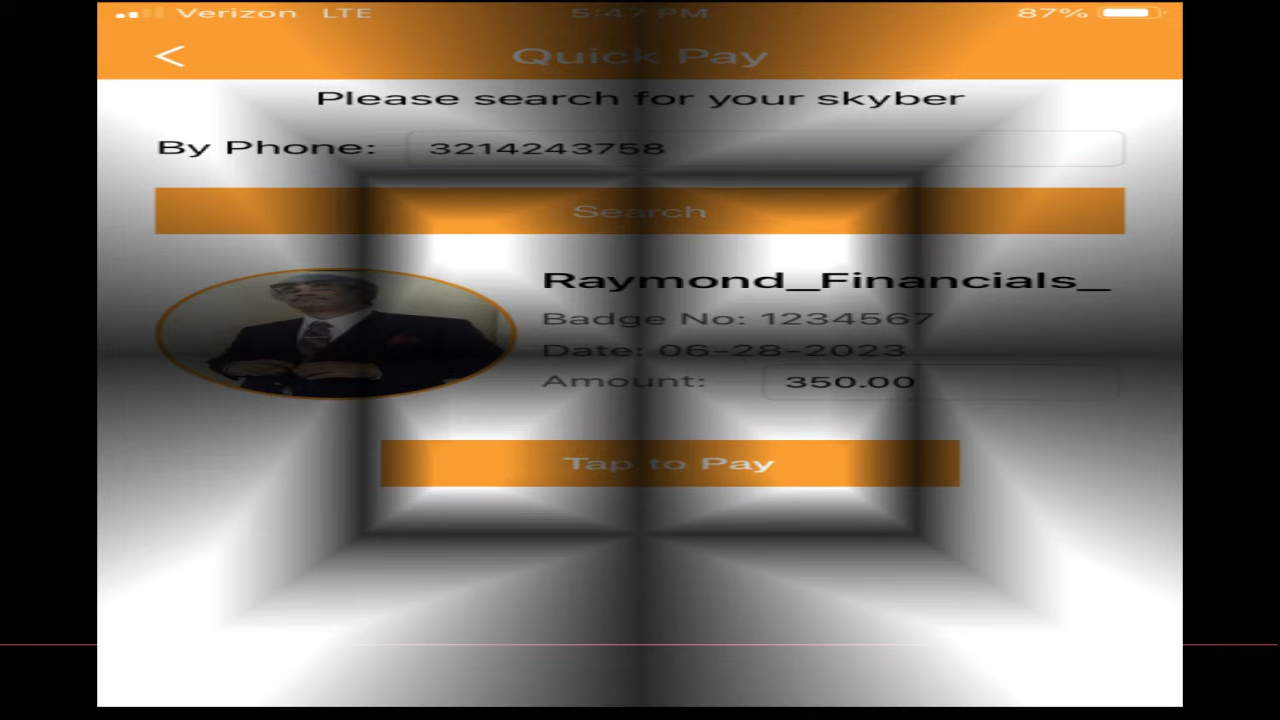 Verizon LTE 5:47 PM 87%
Quick Pay
Please search for your skyber
By Phone: 3214243758
Search
Raymond_Financials_
Badge No: 1234567
Date: 06-28-2023
Amount: 350.00
Tap to Pay